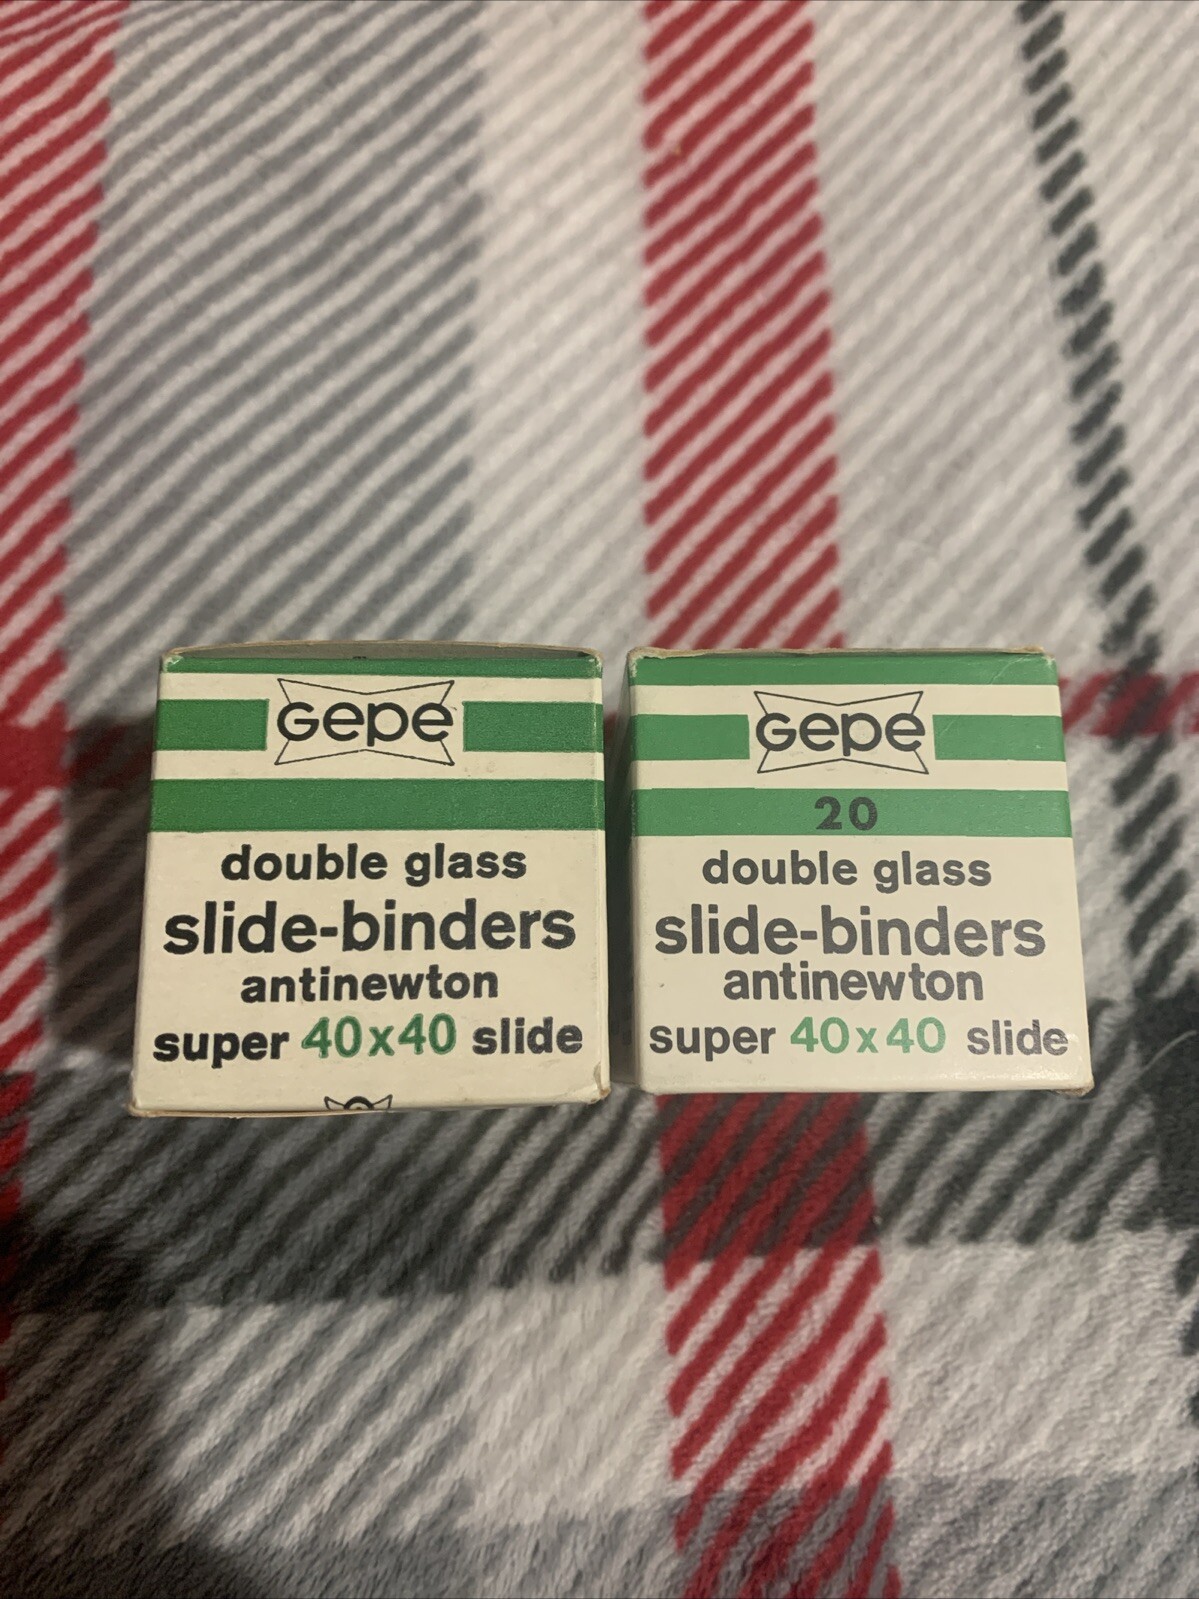 Gepe
double glass
slide-binders
antinewton
super 40x40 slide
Gepe
20
double glass
slide-binders
antinewton
super 40x40 slide